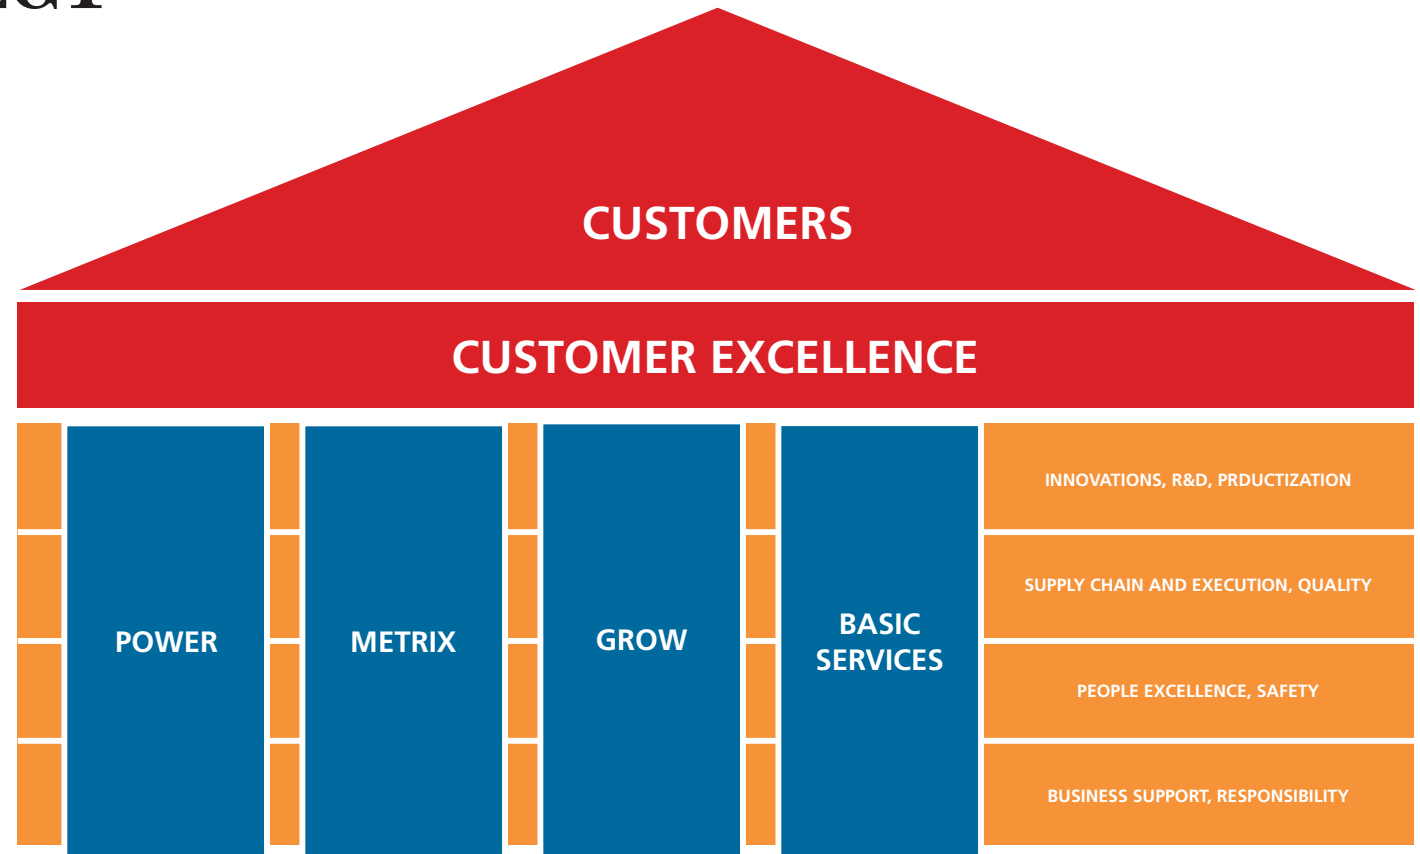 CUSTOMERS
CUSTOMER EXCELLENCE
INNOVATIONS, R&D, PRDUCTIZATION
SUPPLY CHAIN AND EXECUTION, QUALITY
POWER
METRIX
GROW
BASIC
SERVICES
PEOPLE EXCELLENCE, SAFETY
BUSINESS SUPPORT, RESPONSIBILITY